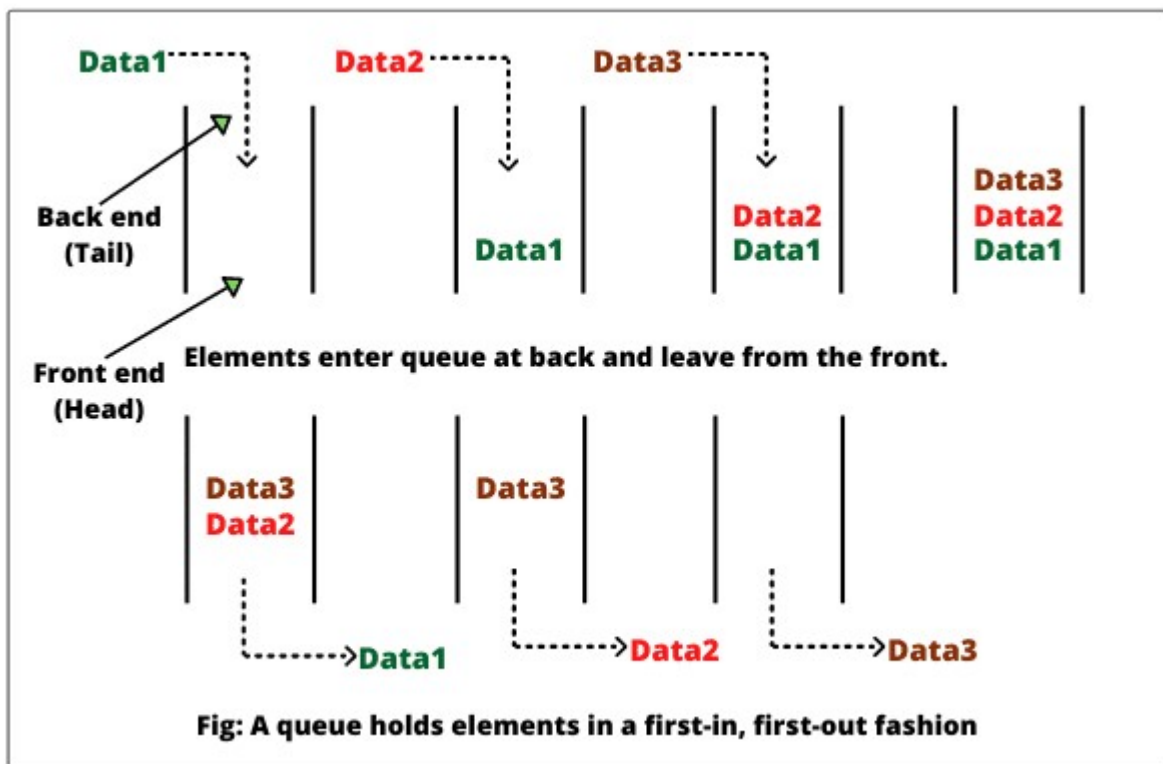 Data1
Data2
Data3
Back end
(Tail)
Data1
Data2
Data1
Data3
Data2
Data1
Front end
(Head)
Elements enter queue at back and leave from the front.
Data3
Data2
Data3
Data1
Data2
Data3
Fig: A queue holds elements in a first-in, first-out fashion